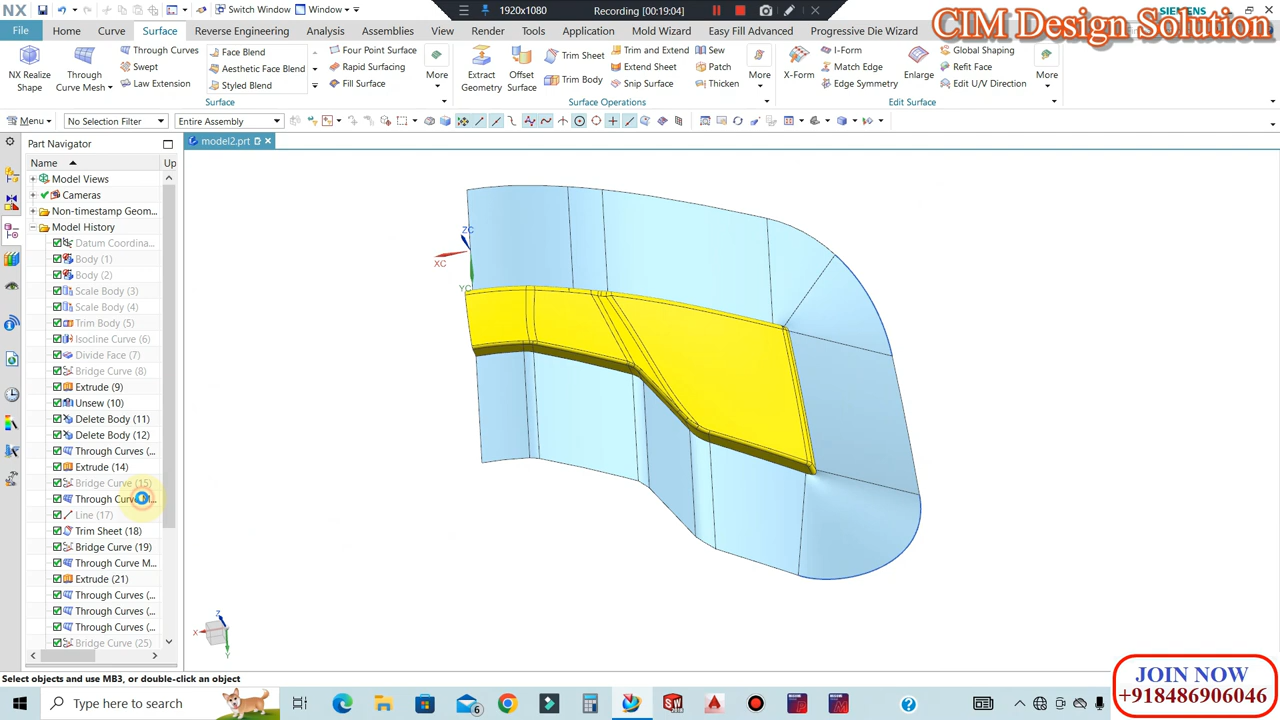 NX
Switch Window
Window
1920x1080
Recording [00:19:04]
SIEMENS
CIM Design Solution
File
Home
Curve
Surface
Reverse Engineering
Analysis
Assemblies
View
Render
Tools
Application
Mold Wizard
Easy Fill Advanced
Progressive Die Wizard
NX Realize Shape
Through Curve Mesh
Through Curves
Swept
Law Extension
Face Blend
Aesthetic Face Blend
Styled Blend
Four Point Surface
Rapid Surfacing
Fill Surface
More
Surface
Extract Geometry
Offset Surface
Trim Sheet
Trim Body
Trim and Extend
Extend Sheet
Snip Surface
Sew
Patch
Thicken
More
Surface Operations
X-Form
I-Form
Match Edge
Edge Symmetry
Enlarge
Global Shaping
Refit Face
Edit U/V Direction
More
Edit Surface
Menu
No Selection Filter
Entire Assembly
Part Navigator
model2.prt
Name
Up
Model Views
Cameras
Non-timestamp Geom...
Model History
Datum Coordina...
Body (1)
Body (2)
Scale Body (3)
Scale Body (4)
Trim Body (5)
Isocline Curve (6)
Divide Face (7)
Bridge Curve (8)
Extrude (9)
Unsew (10)
Delete Body (11)
Delete Body (12)
Through Curves (...
Extrude (14)
Bridge Curve (15)
Through Curve M...
Line (17)
Trim Sheet (18)
Bridge Curve (19)
Through Curve M...
Extrude (21)
Through Curves (...
Through Curves (...
Through Curves (...
Bridge Curve (25)
ZC
XC
YC
Z
X
Y
Select objects and use MB3, or double-click an object
JOIN NOW
+918486906046
Type here to search
6